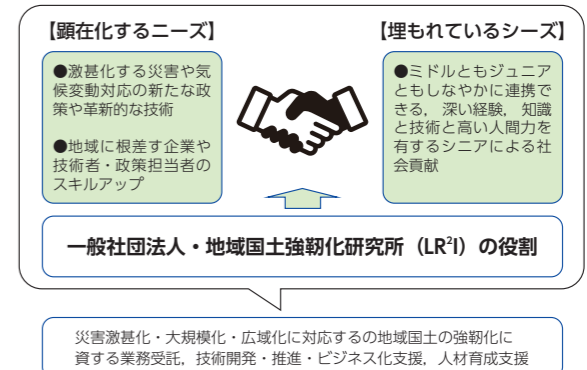 【顕在化するニーズ】
●激甚化する災害や気
候変動対応の新たな政
策や革新的な技術
●地域に根差す企業や
技術者・政策担当者の
スキルアップ
【埋もれているシーズ】
●ミドルともジュニア
ともしなやかに連携で
きる，深い経験，知識
と技術と高い人間力を
有するシニアによる社
会貢献
一般社団法人・地域国土強靭化研究所（LR²I）の役割
災害激甚化・大規模化・広域化に対応するの地域国土の強靭化に
資する業務受託，技術開発・推進・ビジネス化支援，人材育成支援